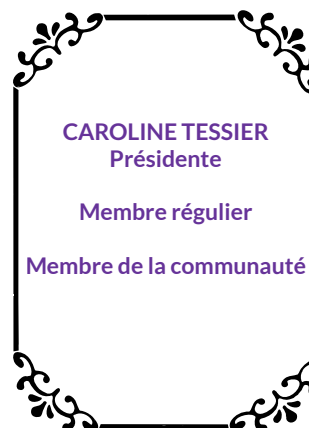 CAROLINE TESSIER
Présidente
Membre régulier
Membre de la communauté